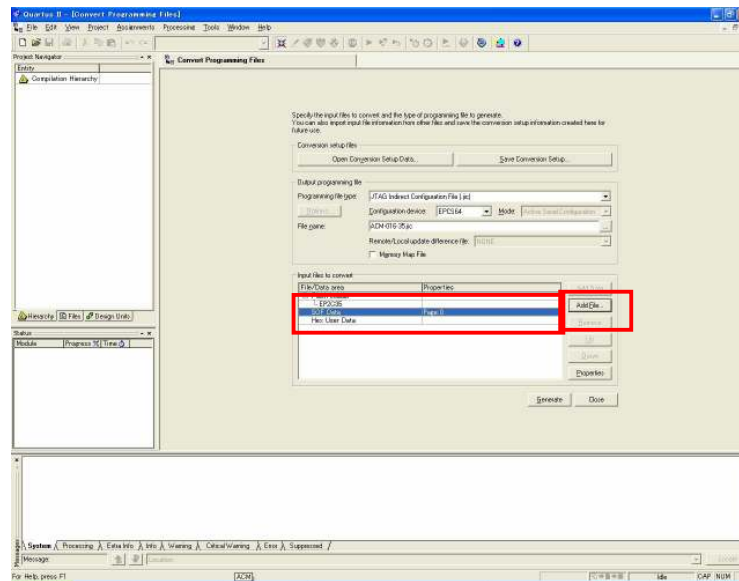 Quartus II - [Convert Programming Files]
File Edit View Project Assignments Processing Tools Window Help
Project Navigator
Convert Programming Files
Entity
Compilation Hierarchy
Specify the input files to convert and the type of programming file to generate.
You can also import input file information from other files and save the conversion setup information created here for
future use.
Conversion setup files
Open Conversion Setup Data...
Save Conversion Setup...
Output programming file
Programming file type:
JTAG Indirect Configuration File (.jic)
Configuration device:
EPCS64
Mode:
Active Serial Configuration
File name:
ACM-016-35.jic
...
Remote/Local update difference file:
NONE
Memory Map File
Input files to convert
File/Data area
Properties
EP2C35
Add File...
SOF Data
Page 0
Hex User Data
Remove
Up
Down
Properties
Generate
Close
Hierarchy
Files
Design Units
Status
Module
Progress %
Time
Messages
System
Processing
Extra Info
Info
Warning
Critical Warning
Error
Suppressed
Message:
Location:
Locate
For Help, press F1
Idle
CAP
NUM